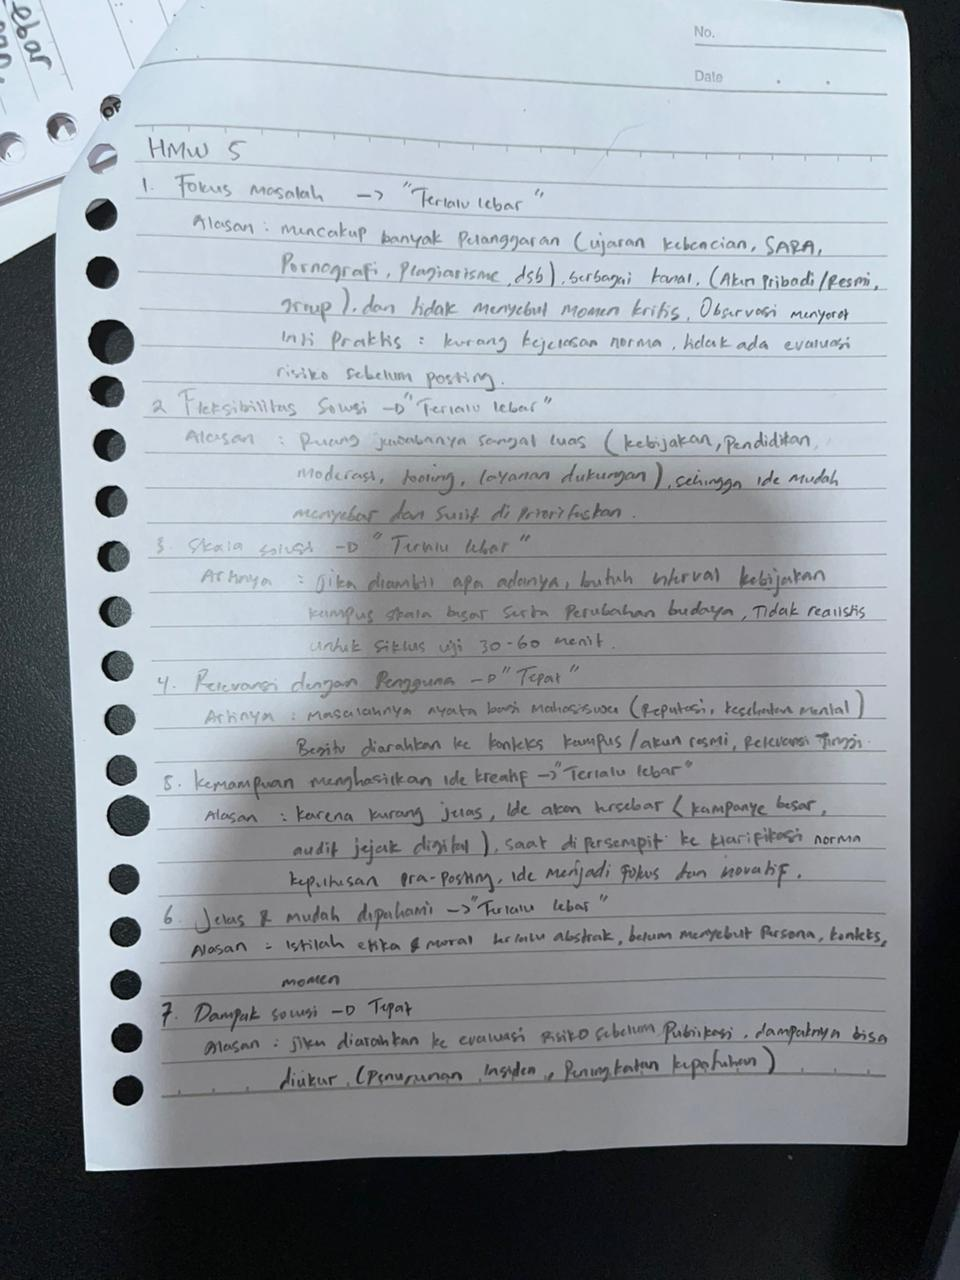 ebar
No.
Date
HMW 5
1. Fokus Masalah -> "Terlalu lebar"
Alasan : mencakup banyak Pelanggaran (ujaran kebencian, SARA,
Pornografi, Plagiarisme, dsb), berbagai kanal, (Akun Pribadi/Resmi,
group), dan tidak menyebut momen kritis. Observasi menyorot
Inti Praktis : kurang kejelasan norma, tidak ada evaluasi
risiko sebelum posting.
2 Fleksibilitas Solusi -> "Terlalu lebar"
Alasan : Ruang jawabanya sangat luas (kebijakan, Pendidikan,
Moderasi, tooling, layanan dukungan), sehingga ide mudah
menyebar dan sulit di prioritaskan.
3. Skala solusi -> "Terlalu lebar"
Artinya : Jika diambil apa adanya, butuh interval kebijakan
kampus skala besar serta Perubahan budaya, Tidak realistis
untuk siklus uji 30-60 menit.
4. Relevansi dengan Pengguna -> "Tepat"
Artinya : Masalahnya nyata bagi Mahasiswa (Reputasi, kesehatan mental)
Begitu diarahkan ke konteks kampus/akun resmi, Relevansi Tinggi.
5. Kemampuan menghasilkan ide kreatif -> "Terlalu lebar"
Alasan : karena kurang jelas, Ide akan tersebar (kampanye besar,
audit jejak digital), saat dipersempit ke klarifikasi norma
keputusan pra-posting, Ide menjadi fokus dan inovatif.
6. Jelas & mudah dipahami -> "Terlalu lebar"
Alasan : Istilah etika & moral terlalu abstrak, belum menyebut Persona, konteks,
momen
7. Dampak solusi -> Tepat
Alasan : Jika diarahkan ke evaluasi Risiko sebelum Publikasi, dampaknya bisa
diukur. (Penurunan Insiden, Peningkatan kepatuhan)